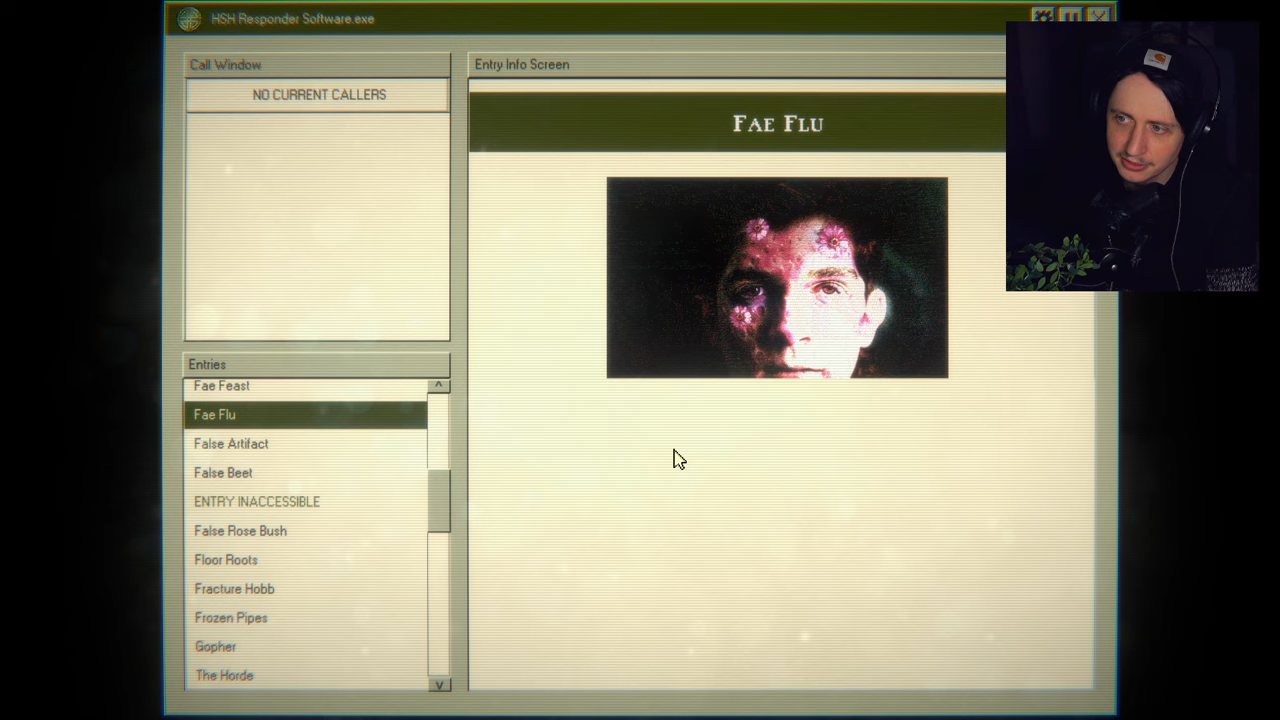 HSH Responder Software.exe
Call Window
NO CURRENT CALLERS
Entries
Fae Feast
Fae Flu
False Artifact
False Beet
ENTRY INACCESSIBLE
False Rose Bush
Floor Roots
Fracture Hobb
Frozen Pipes
Gopher
The Horde
Entry Info Screen
Fae Flu